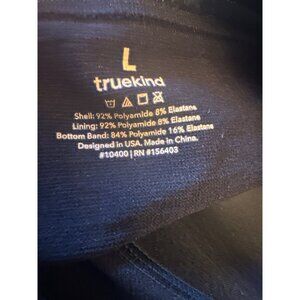 L
truekind
Shell: 92% Polyamide 8% Elastane
Lining: 92% Polyamide 8% Elastane
Bottom Band: 84% Polyamide 16% Elastane
Designed in USA. Made in China.
#10400 | RN #156403